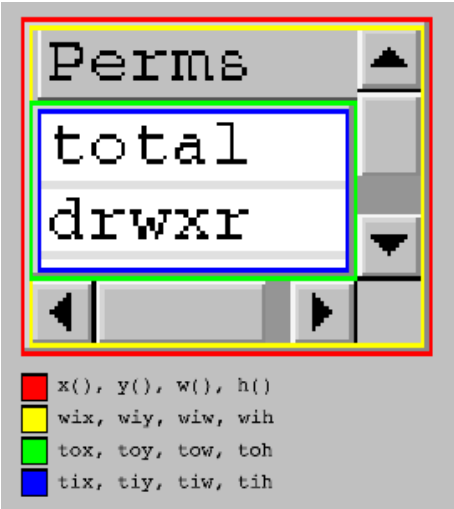 Perms
total
drwxr
x(), y(), w(), h()
wix, wiy, wiw, wih
tox, toy, tow, toh
tix, tiy, tiw, tih